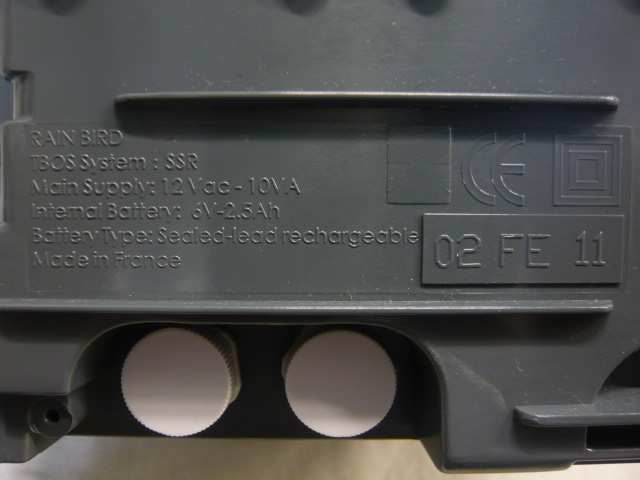 RAIN BIRD
TBOS System : SSR
Main Supply: 12 Vac - 10VA
Internal Battery: 6V-2.5Ah
Battery Type: Sealed-lead rechargeable
Made in France
CE
02 FE 11